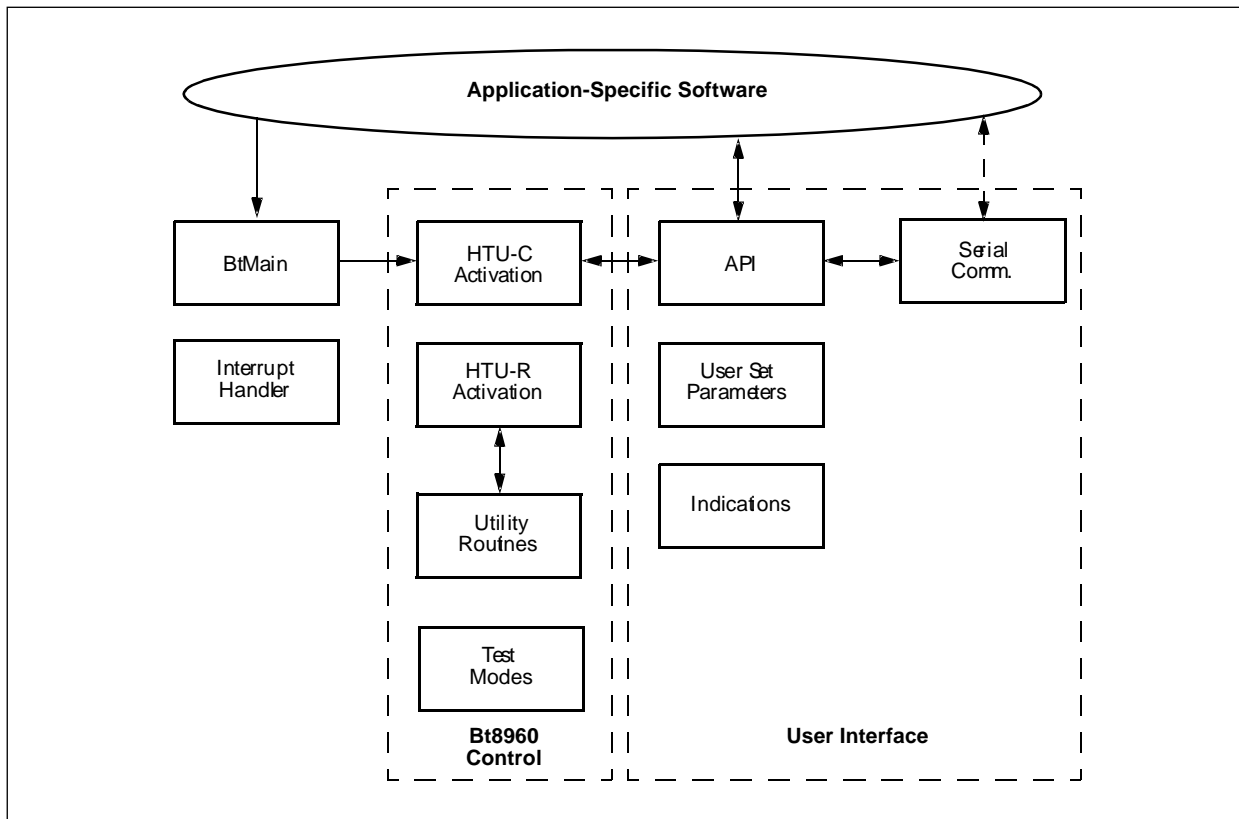 Application-Specific Software
BtMain
HTU-C
Activation
API
Serial
Comm.
Interrupt
Handler
HTU-R
Activation
User Set
Parameters
Utility
Routines
Indications
Test
Modes
Bt8960
Control
User Interface